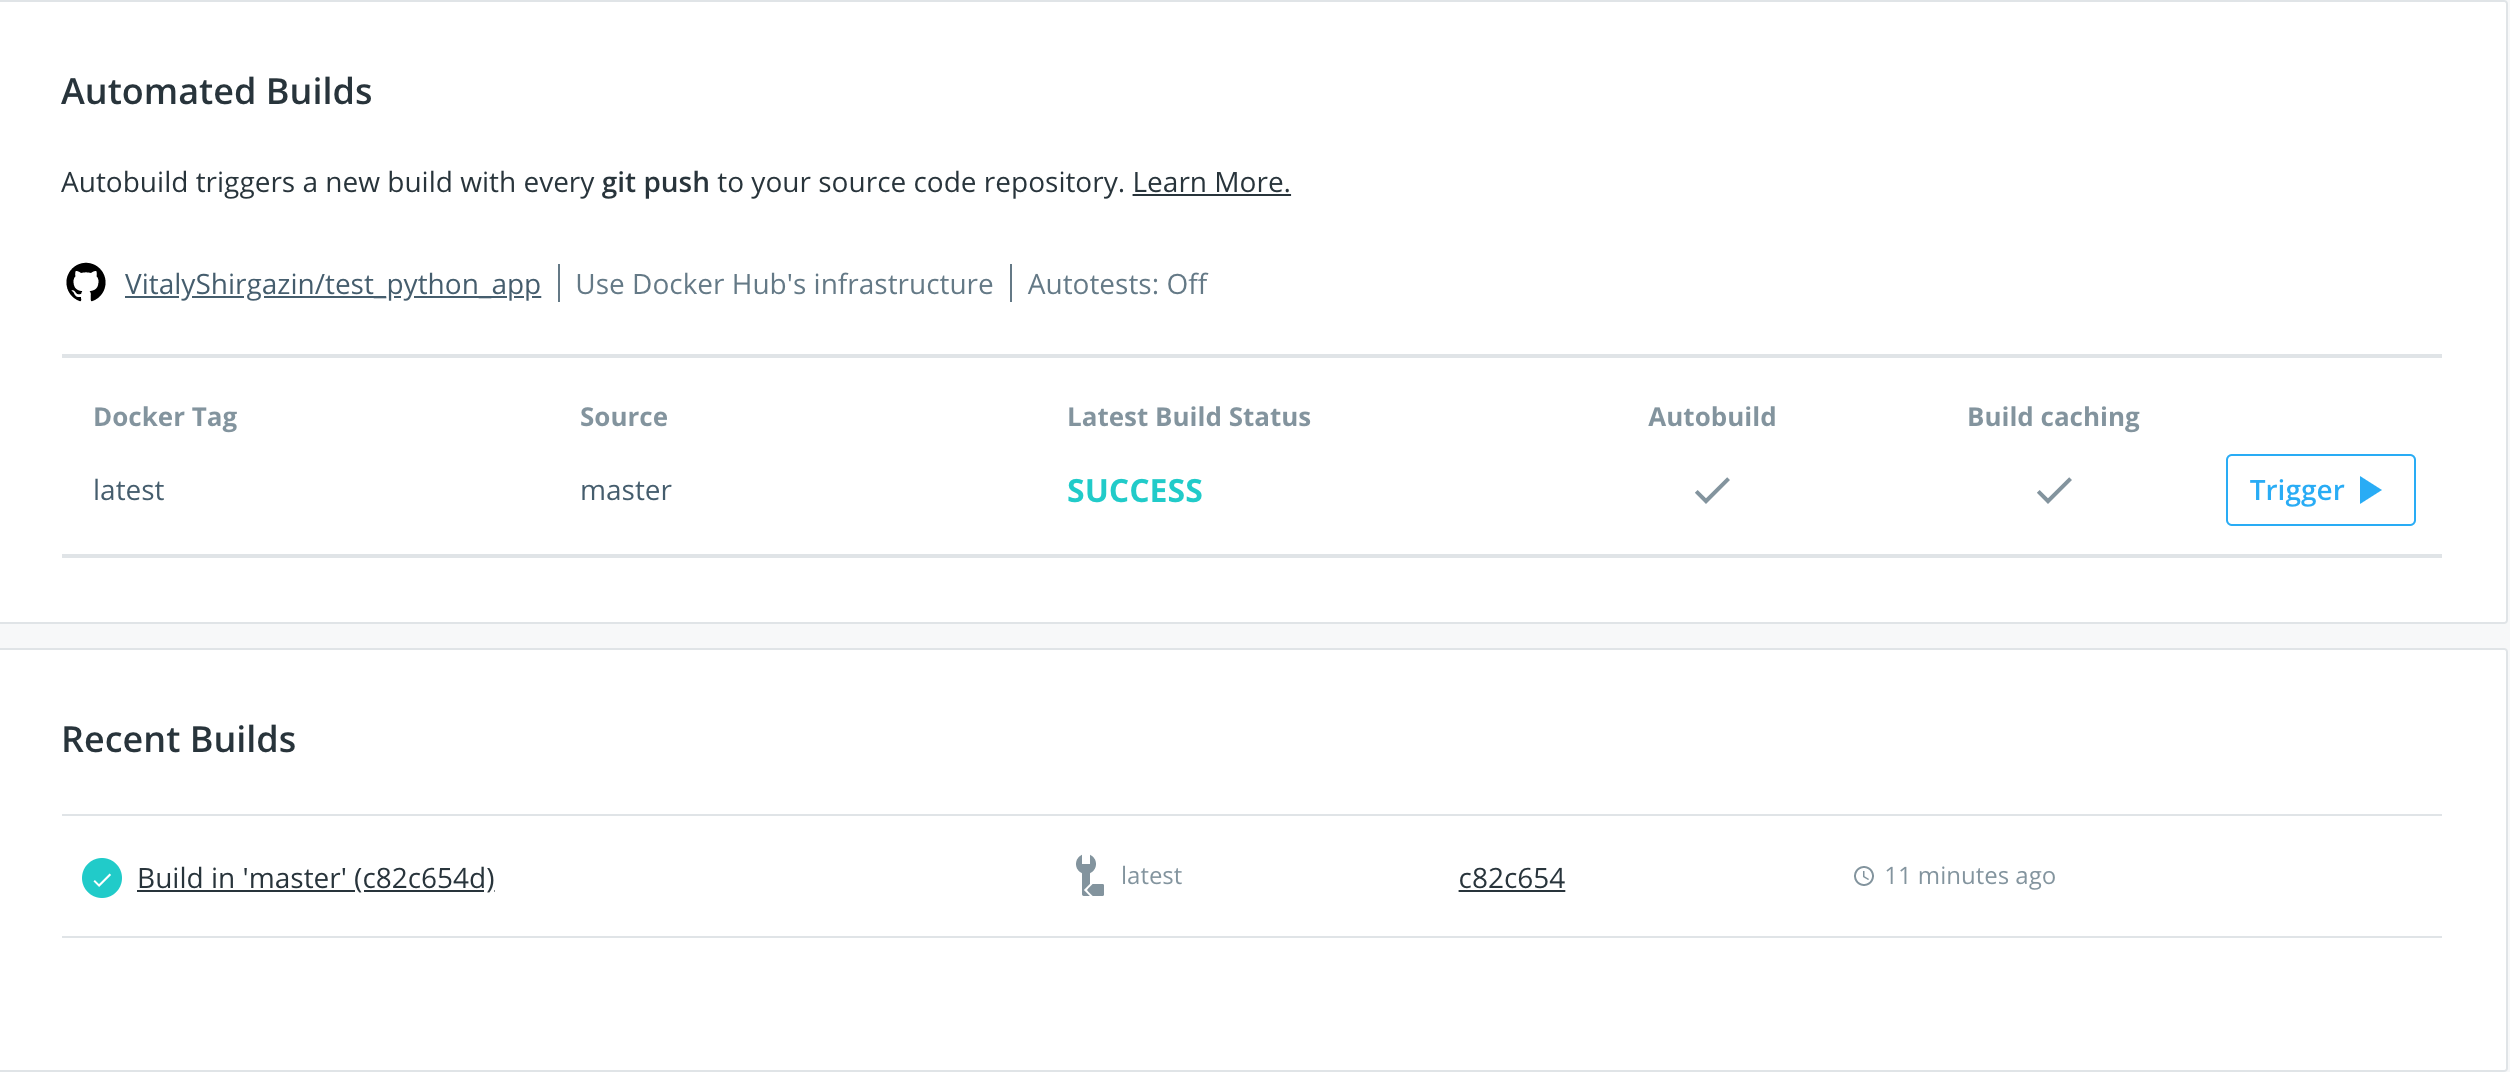 Automated Builds
Autobuild triggers a new build with every git push to your source code repository. Learn More.
VitalyShirgazin/test_python_app Use Docker Hub's infrastructure Autotests: Off
Docker Tag Source Latest Build Status Autobuild Build caching
latest master SUCCESS Trigger
Recent Builds
Build in 'master' (c82c654d) latest c82c654 11 minutes ago